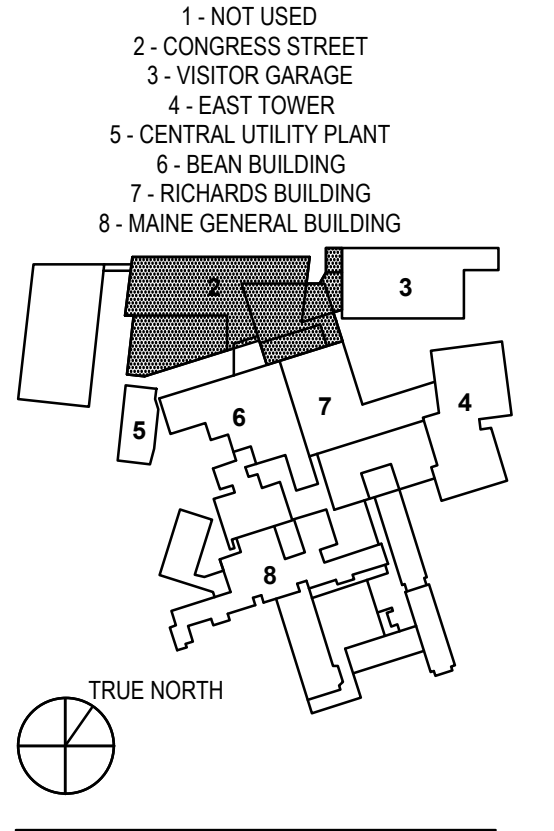 1 - NOT USED
2 - CONGRESS STREET
3 - VISITOR GARAGE
4 - EAST TOWER
5 - CENTRAL UTILITY PLANT
6 - BEAN BUILDING
7 - RICHARDS BUILDING
8 - MAINE GENERAL BUILDING
2
3
4
7
6
5
8
TRUE NORTH